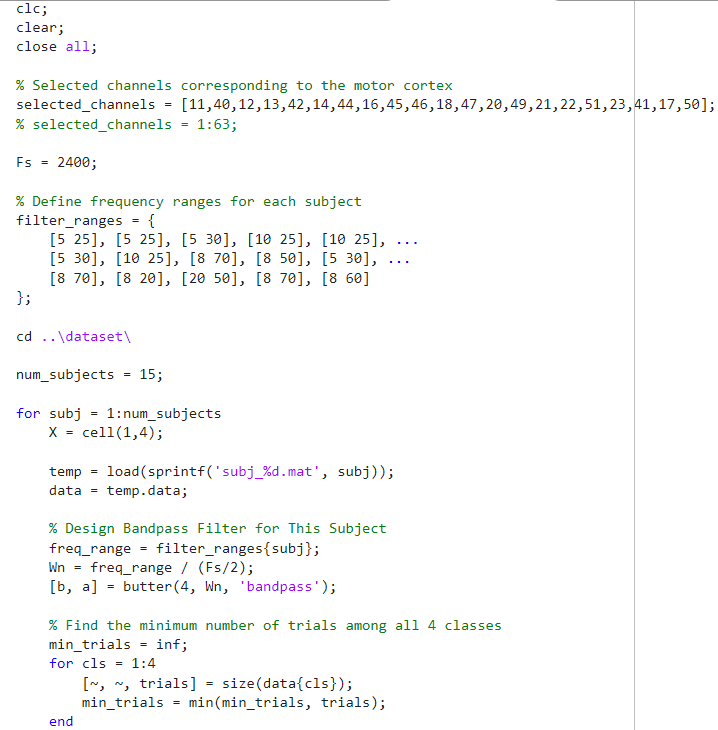 clc;
clear;
close all;
% Selected channels corresponding to the motor cortex
selected_channels = [11,40,12,13,42,14,44,16,45,46,18,47,20,49,21,22,51,23,41,17,50];
% selected_channels = 1:63;
Fs = 2400;
% Define frequency ranges for each subject
filter_ranges = {
    [5 25], [5 25], [5 30], [10 25], [10 25], ...
    [5 30], [10 25], [8 70], [8 50], [5 30], ...
    [8 70], [8 20], [20 50], [8 70], [8 60]
};
cd ..\dataset\
num_subjects = 15;
for subj = 1:num_subjects
    X = cell(1,4);
    temp = load(sprintf('subj_%d.mat', subj));
    data = temp.data;
    % Design Bandpass Filter for This Subject
    freq_range = filter_ranges{subj};
    Wn = freq_range / (Fs/2);
    [b, a] = butter(4, Wn, 'bandpass');
    % Find the minimum number of trials among all 4 classes
    min_trials = inf;
    for cls = 1:4
        [~, ~, trials] = size(data{cls});
        min_trials = min(min_trials, trials);
    end